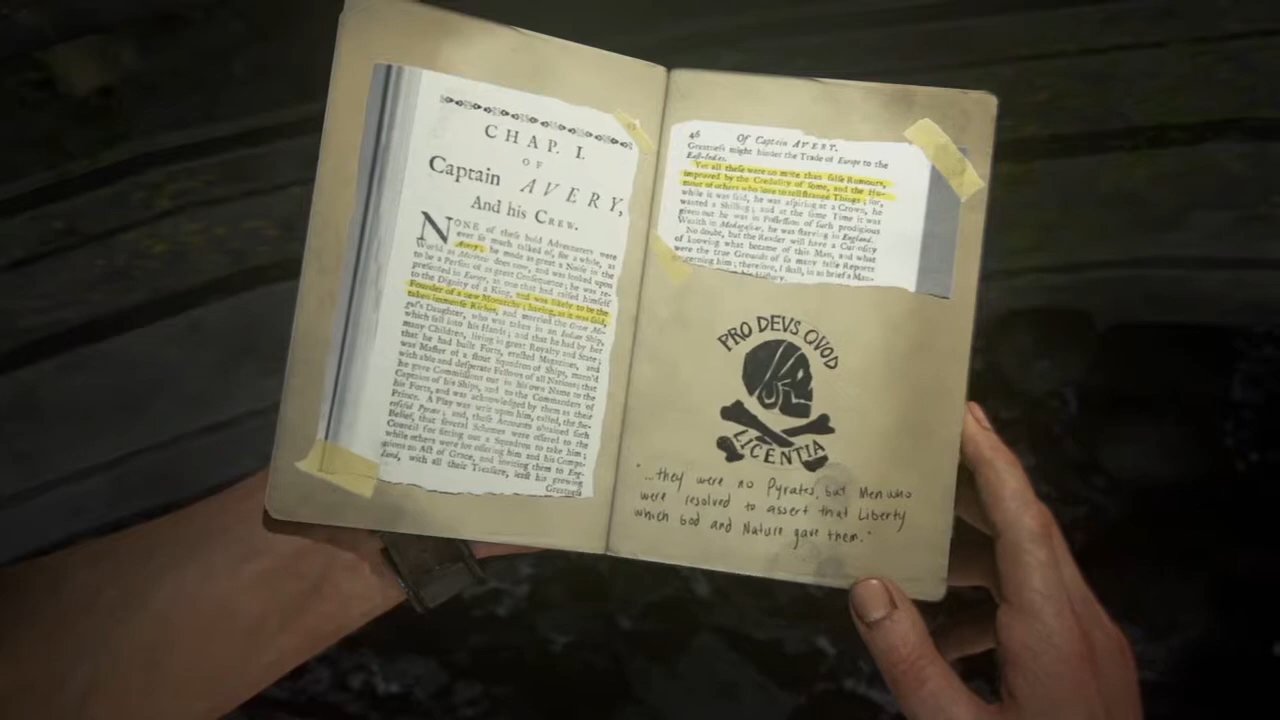 CHAP. I.
OF
Captain AVERY,
And his CREW.
NONE of these bold Adventurers were
ever so much talked of, for a while, as
Avery; he made as great a Noise in the
World as Meriveis does now, and was looked upon
to be a Person of as great Consequence; he was re-
presented in Europe, as one that had raised himself
to the Dignity of a King, and was likely to be the
Founder of a new Monarchy; having, as it was said,
taken immense Riches, and married the Great Mo-
gul's Daughter, who was taken in an Indian Ship,
which fell into his Hands; and that he had by her
many Children, living in great Royalty and State;
that he had built Forts, erected Magazines, and
was Master of a stout Squadron of Ships, mann'd
with able and desperate Fellows of all Nations; that
he gave Commissions out in his own Name to the
Captains of his Ships, and to the Commanders of
his Forts, and was acknowledged by them as their
Prince. A Play was writ upon him, called, the Suc-
cessful Pyrate; and, these Accounts obtained such
Belief, that several Schemes were offered to the
Council for fitting out a Squadron to take him;
while others were for offering him and his Compa-
nions an Act of Grace, and inviting them to Eng-
land, with all their Treasure, lest his growing
Greatness
46 Of Captain AVERY.
Greatness might hinder the Trade of Europe to the
East-Indies.
Yet all these were no more than false Rumours,
improved by the Credulity of some, and the Hu-
mour of others who love to tell strange Things; for,
while it was said, he was aspiring at a Crown, he
wanted a Shilling; and at the same Time it was
given out he was in Possession of such prodigious
Wealth in Madagascar, he was starving in England.
No doubt, but the Reader will have a Curiosity
of knowing what became of this Man, and what
were the true Grounds of so many false Reports
concerning him; therefore, I shall, in as brief a Man-
his History.
PRO DEVS QVOD
LICENTIA
"...they were no Pyrates, but Men who
were resolved to assert that Liberty
which God and Nature gave them."